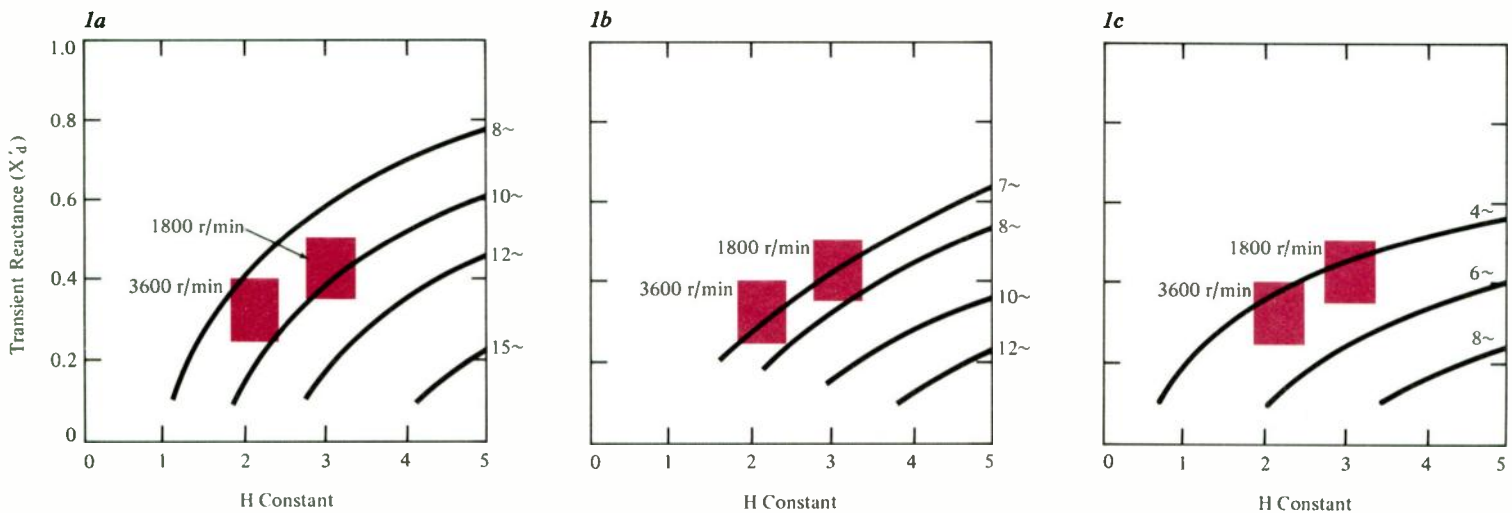 1a
1.0
0.8
0.6
0.4
0.2
0
Transient Reactance (X'd)
1800 r/min
3600 r/min
8~
10~
12~
15~
0 1 2 3 4 5
H Constant
1b
1800 r/min
3600 r/min
7~
8~
10~
12~
0 1 2 3 4 5
H Constant
1c
1800 r/min
3600 r/min
4~
6~
8~
0 1 2 3 4 5
H Constant